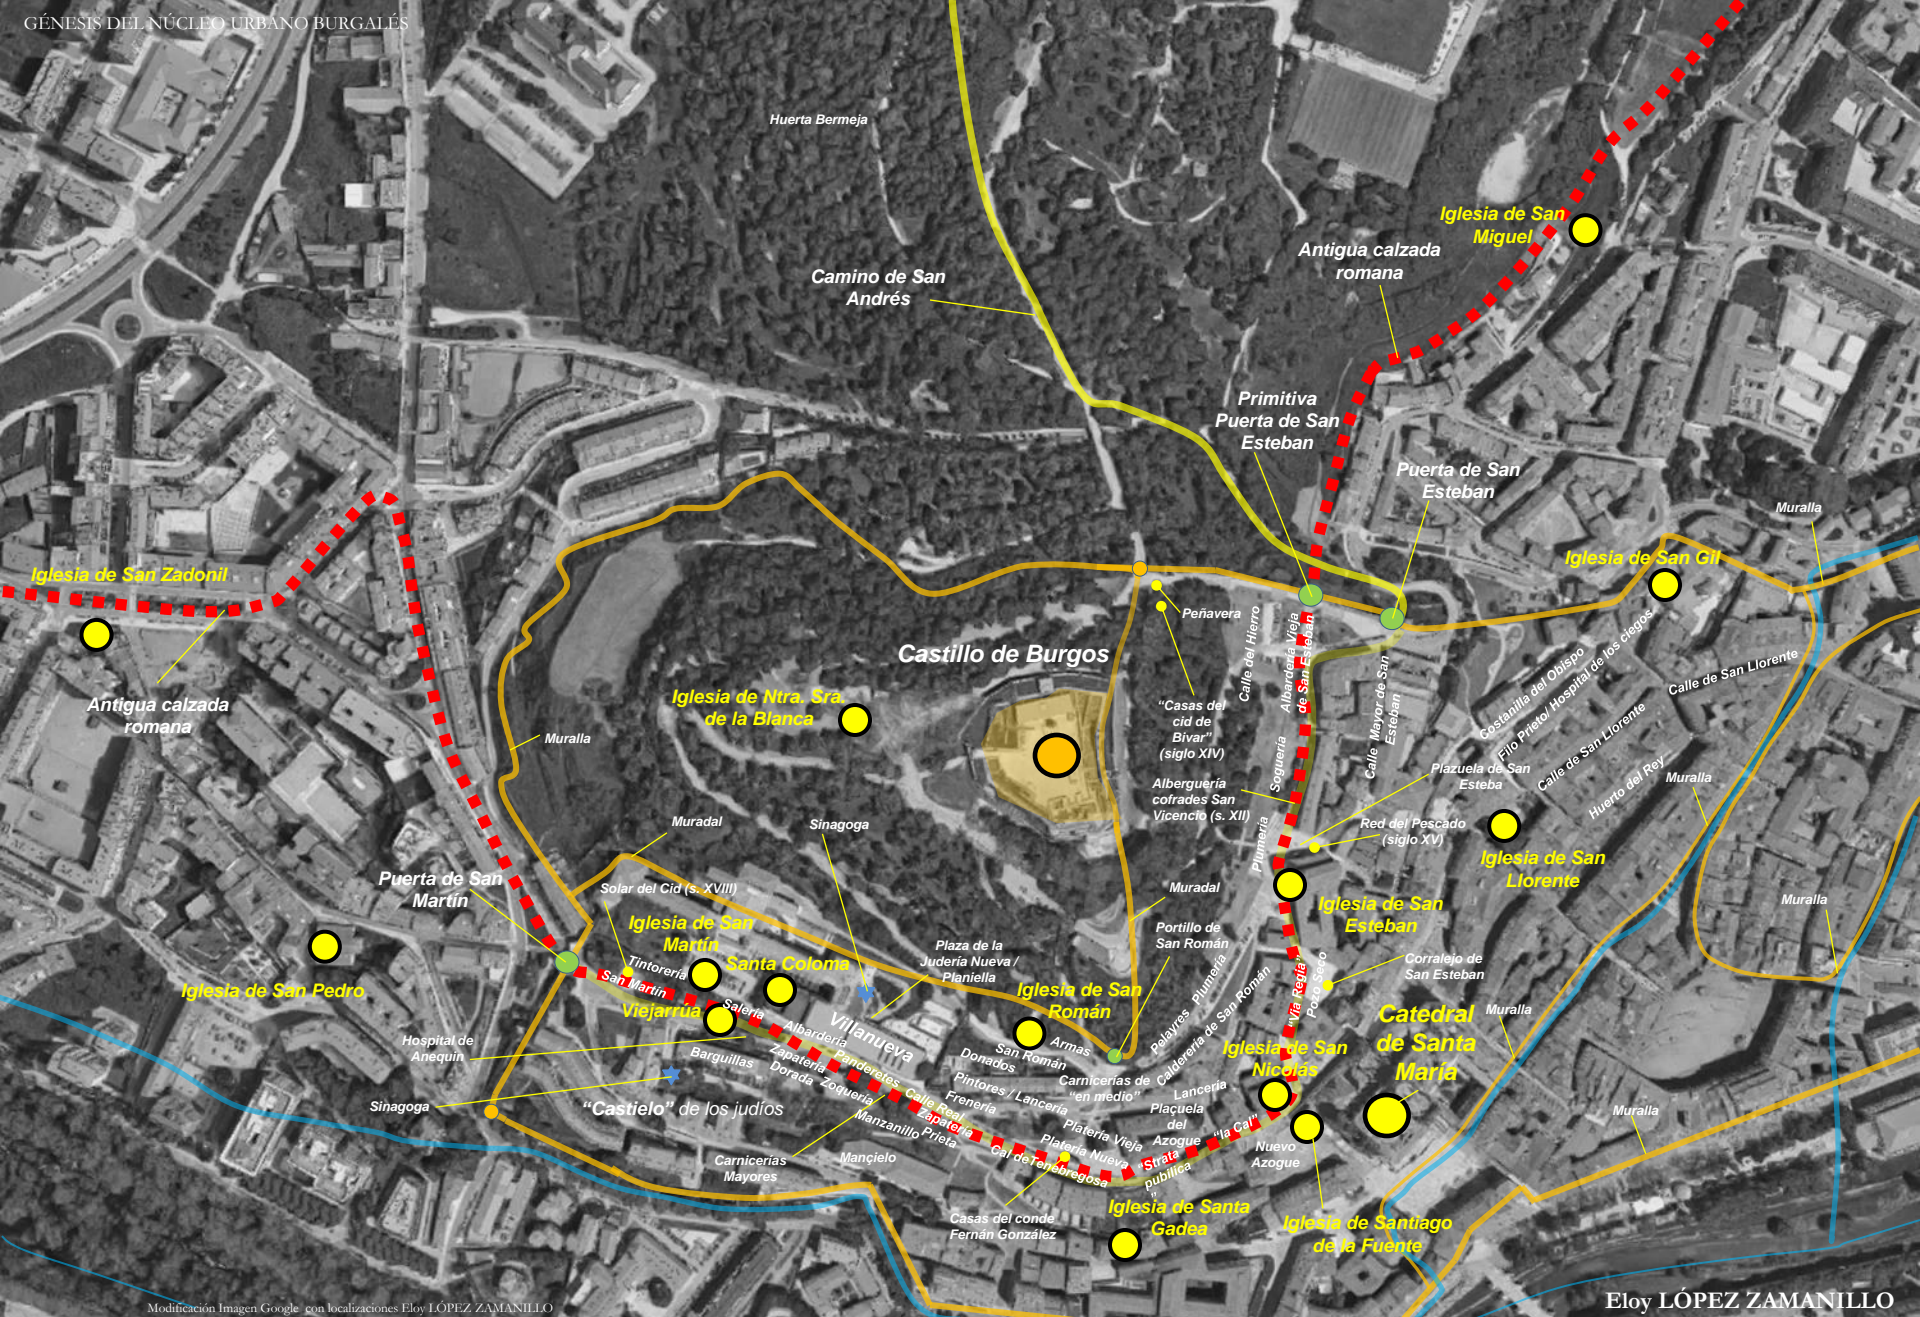 GÉNESIS DEL NÚCLEO URBANO BURGALÉS
Huerta Bermeja
Iglesia de San
Miguel
Antigua calzada
romana
Camino de San
Andrés
Primitiva
Puerta de San
Esteban
Puerta de San
Esteban
Muralla
Iglesia de San Gil
Iglesia de San Zadonil
Antigua calzada
romana
Peñavera
Castillo de Burgos
Iglesia de Ntra. Sra.
de la Blanca
“Casas del
cid de
Bivar”
(siglo XIV)
Calle del Hierro
Albardería Vieja
de San Esteban
Calle Mayor de San
Esteban
Costanilla del Obispo
Filo Prieto/ Hospital de los ciegos
Calle de San Llorente
Calle de San Llorente
Huerto del Rey
Muralla
Muralla
Soguería
Plazuela de San
Esteba
Alberguería
cofrades San
Vicencio (s. XII)
Red del Pescado
(siglo XV)
Plumería
Iglesia de San
Llorente
Muradal
Sinagoga
Puerta de San
Martín
Solar del Cid (s. XVIII)
Muradal
Iglesia de San
Esteban
Muralla
Iglesia de San
Martín
Portillo de
San Román
Plaza de la
Judería Nueva /
Planiella
Corralejo de
San Esteban
Tintorería
Santa Coloma
San Martín
Iglesia de San Pedro
Viejarrúa
Salería
Iglesia de San
Román
Plumería
Pelayres
Calderería de San Román
“Via Regia”
Pozo Seco
Catedral
de Santa
María
Muralla
Villanueva
Albardería
Hospital de
Anequin
Barguillas
Zapatería
Dorada
Zoquería
Panderetes
Calle Real
Armas
San Román
Donados
Pintores / Lancería
Frenería
Carnicerías de
“en medio”
Iglesia de San
Nicolás
Lancería
Plaçuela
del
Azogue
Sinagoga
“Castielo” de los judíos
Manzanillo
Zapatería
Prieta
Platería Vieja
Platería Nueva
“la Cal”
Muralla
Nuevo
Azogue
Carnicerías
Mayores
Mançielo
Cal deTenebregosa
“Strata
publica
”
Casas del conde
Fernán González
Iglesia de Santa
Gadea
Iglesia de Santiago
de la Fuente
Modificación Imagen Google con localizaciones Eloy LÓPEZ ZAMANILLO
Eloy LÓPEZ ZAMANILLO